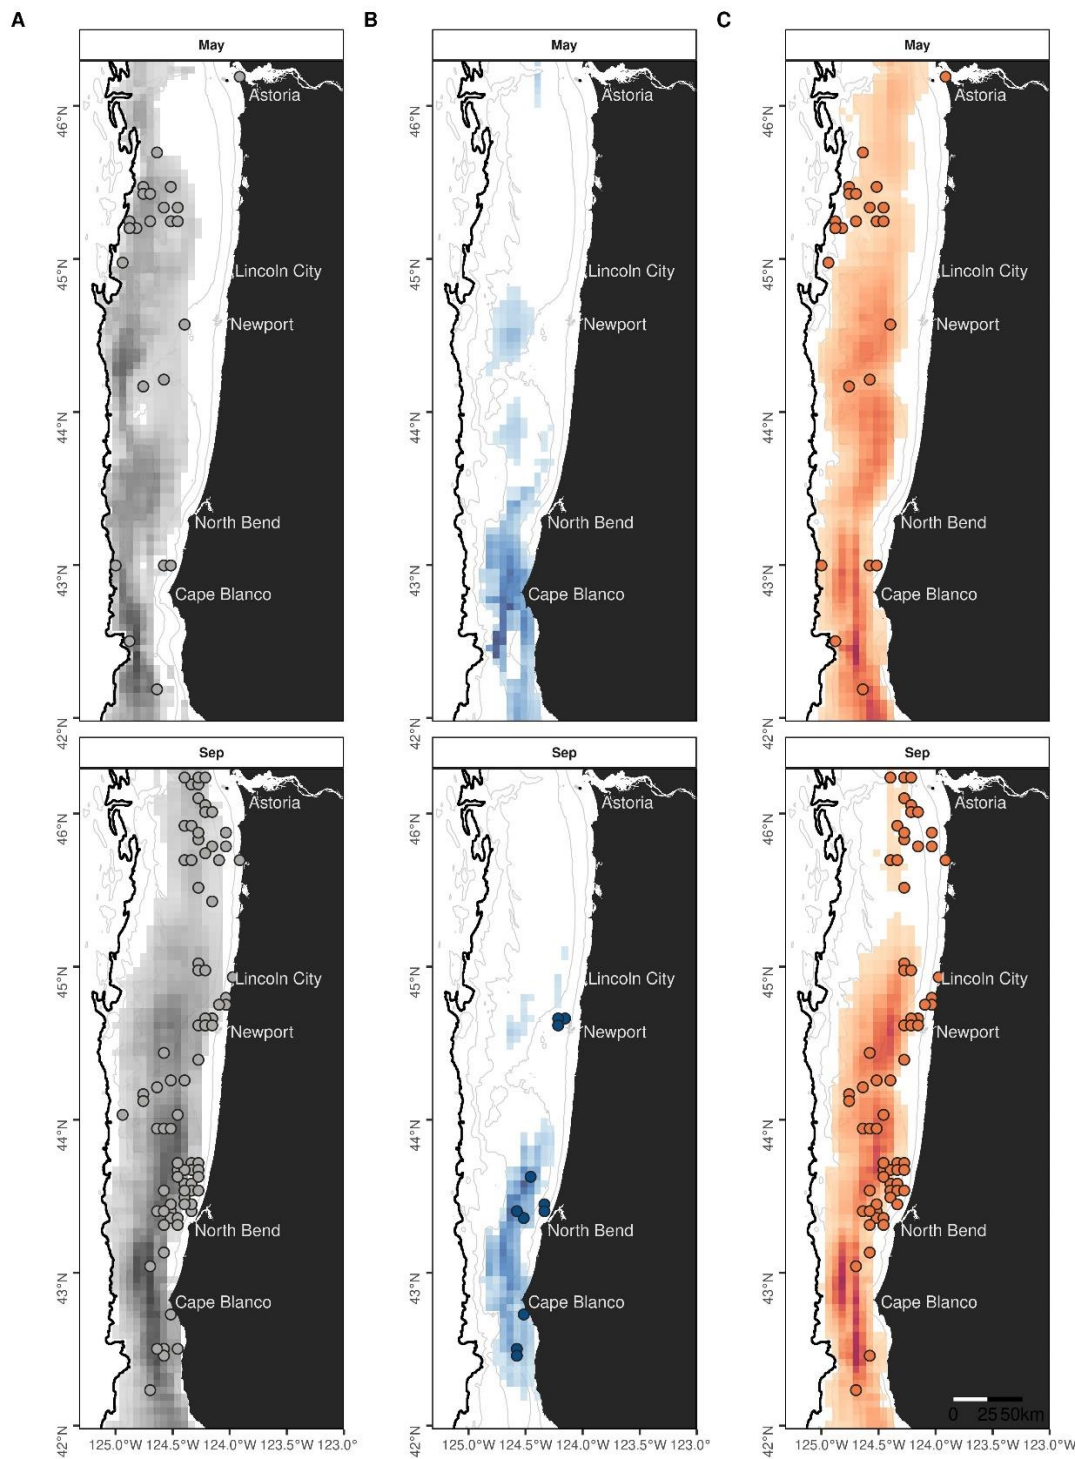 A B C
May May May
46°N Astoria 46°N Astoria 46°N Astoria
45°N Lincoln City 45°N Lincoln City 45°N Lincoln City
Newport Newport Newport
44°N 44°N 44°N
North Bend North Bend North Bend
43°N 43°N 43°N
Cape Blanco Cape Blanco Cape Blanco
42°N 42°N 42°N
Sep Sep Sep
46°N Astoria 46°N Astoria 46°N Astoria
45°N Lincoln City 45°N Lincoln City 45°N Lincoln City
Newport Newport Newport
44°N 44°N 44°N
North Bend North Bend North Bend
43°N 43°N 43°N
Cape Blanco Cape Blanco Cape Blanco
0 25 50km
42°N 42°N 42°N
125.0°W 124.5°W 124.0°W 123.5°W 123.0° 125.0°W 124.5°W 124.0°W 123.5°W 123.0° 125.0°W 124.5°W 124.0°W 123.5°W 123.0°W